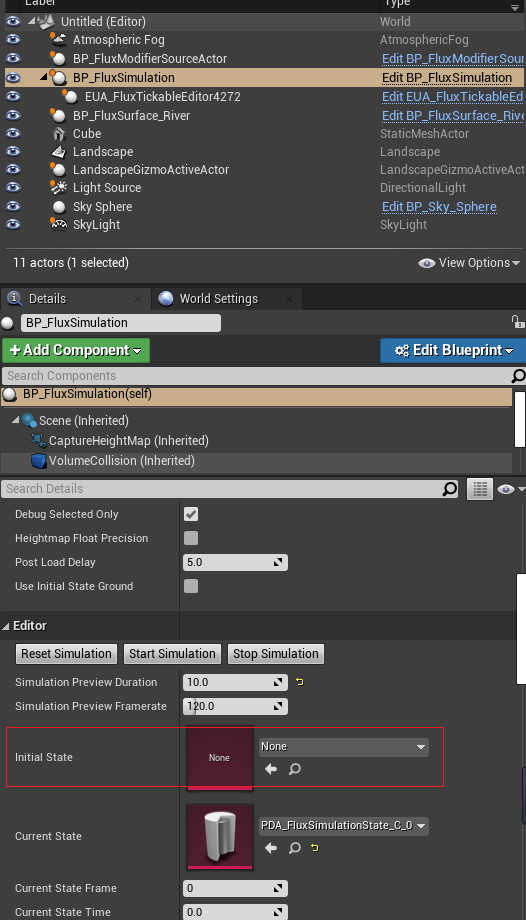 Label Type
Untitled (Editor) World
Atmospheric Fog AtmosphericFog
BP_FluxModifierSourceActor Edit BP_FluxModifierSour
BP_FluxSimulation Edit BP_FluxSimulation
EUA_FluxTickableEditor4272 Edit EUA_FluxTickableEd
BP_FluxSurface_River Edit BP_FluxSurface_Rive
Cube StaticMeshActor
Landscape Landscape
LandscapeGizmoActiveActor LandscapeGizmoActiveAct
Light Source DirectionalLight
Sky Sphere Edit BP_Sky_Sphere
SkyLight SkyLight
11 actors (1 selected) View Options
Details World Settings
BP_FluxSimulation
+Add Component Edit Blueprint
Search Components
BP_FluxSimulation(self)
Scene (Inherited)
CaptureHeightMap (Inherited)
VolumeCollision (Inherited)
Search Details
Debug Selected Only
Heightmap Float Precision
Post Load Delay 5.0
Use Initial State Ground
Editor
Reset Simulation Start Simulation Stop Simulation
Simulation Preview Duration 10.0
Simulation Preview Framerate 120.0
Initial State None None
Current State PDA_FluxSimulationState_C_0
Current State Frame 0
Current State Time 0.0